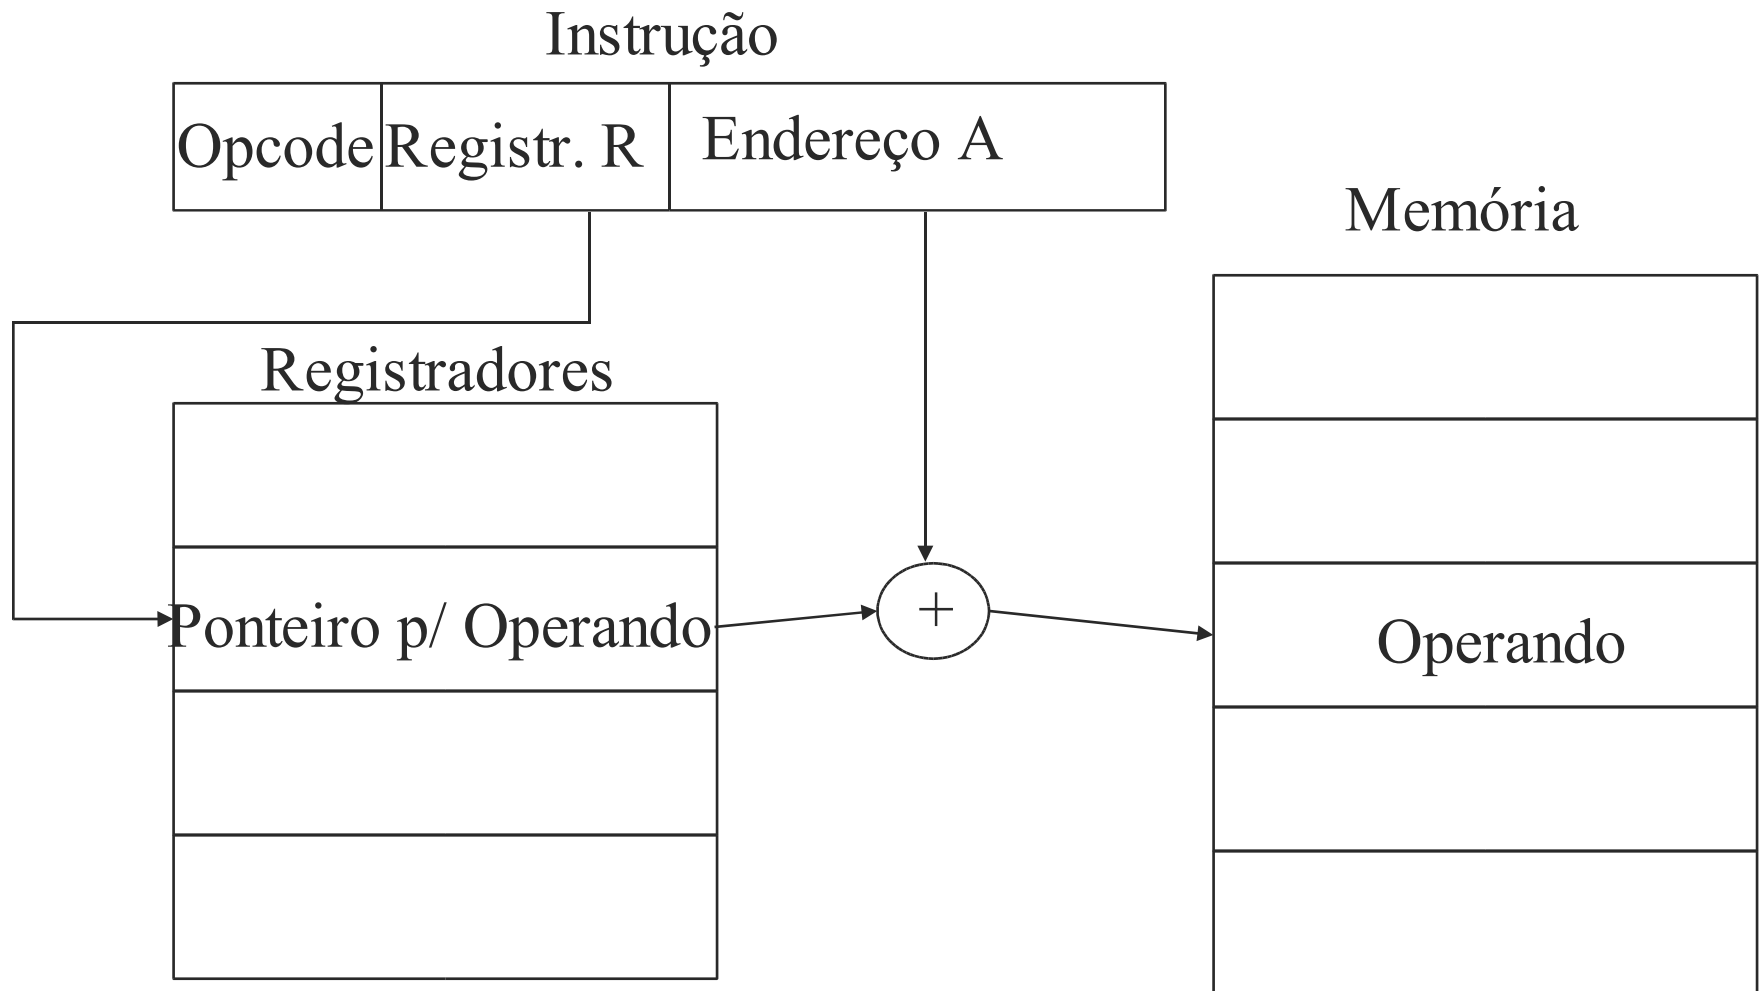 Instrução
Opcode Registr. R Endereço A
Memória
Registradores
Ponteiro p/ Operando
+
Operando